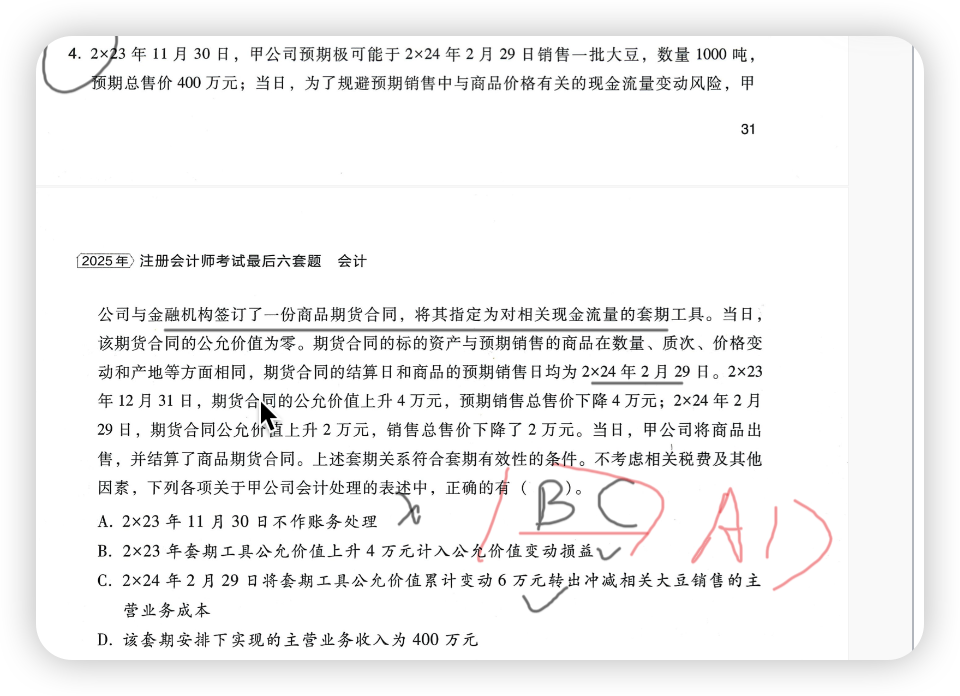 4. 2×23 年 11 月 30 日，甲公司预期极可能于 2×24 年 2 月 29 日销售一批大豆，数量 1000 吨，
预期总售价 400 万元；当日，为了规避预期销售中与商品价格有关的现金流量变动风险，甲
31
2025年 注册会计师考试最后六套题 会计
公司与金融机构签订了一份商品期货合同，将其指定为对相关现金流量的套期工具。当日，
该期货合同的公允价值为零。期货合同的标的资产与预期销售的商品在数量、质次、价格变
动和产地等方面相同，期货合同的结算日和商品的预期销售日均为 2×24 年 2 月 29 日。2×23
年 12 月 31 日，期货合同的公允价值上升 4 万元，预期销售总售价下降 4 万元；2×24 年 2 月
29 日，期货合同公允价值上升 2 万元，销售总售价下降了 2 万元。当日，甲公司将商品出
售，并结算了商品期货合同。上述套期关系符合套期有效性的条件。不考虑相关税费及其他
因素，下列各项关于甲公司会计处理的表述中，正确的有（ BC ）。 AD
A. 2×23 年 11 月 30 日不作账务处理 ×
B. 2×23 年套期工具公允价值上升 4 万元计入公允价值变动损益 ✓
C. 2×24 年 2 月 29 日将套期工具公允价值累计变动 6 万元转出冲减相关大豆销售的主
营业务成本 ✓
D. 该套期安排下实现的主营业务收入为 400 万元